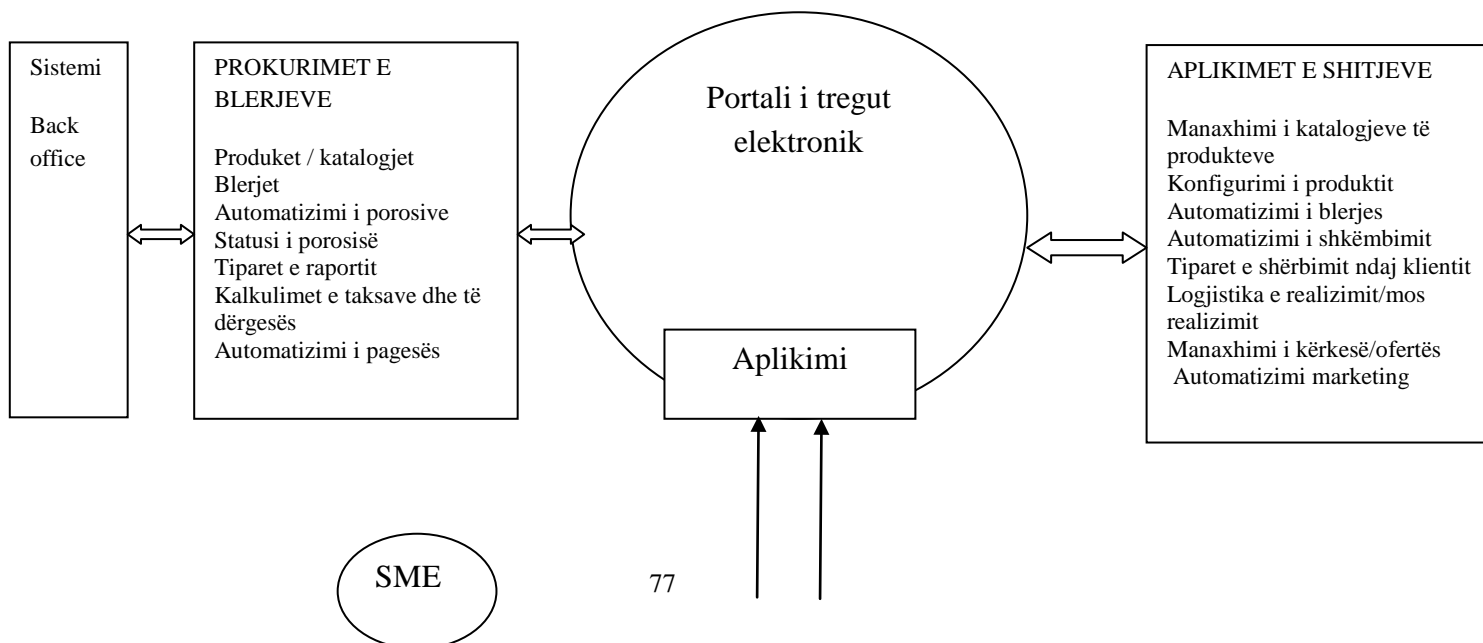 Sistemi
Back
office
PROKURIMET E
BLERJEVE
Produket / katalogjet
Blerjet
Automatizimi i porosive
Statusi i porosisë
Tiparet e raportit
Kalkulimet e taksave dhe të
dërgesës
Automatizimi i pagesës
Portali i tregut
elektronik
Aplikimi
APLIKIMET E SHITJEVE
Manaxhimi i katalogjeve të
produkteve
Konfigurimi i produktit
Automatizimi i blerjes
Automatizimi i shkëmbimit
Tiparet e shërbimit ndaj klientit
Logjistika e realizimit/mos
realizimit
Manaxhimi i kërkesë/ofertës
Automatizimi marketing
SME
77